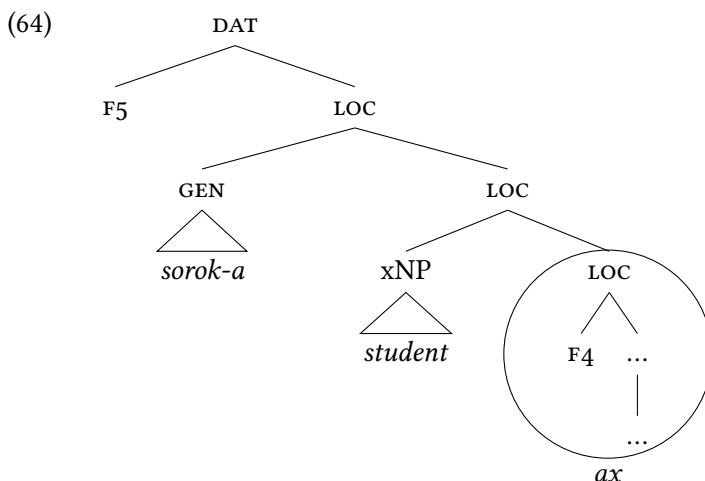 (64) DAT
F5 LOC
GEN LOC
sorok-a xNP LOC
student F4 ...
...
ax